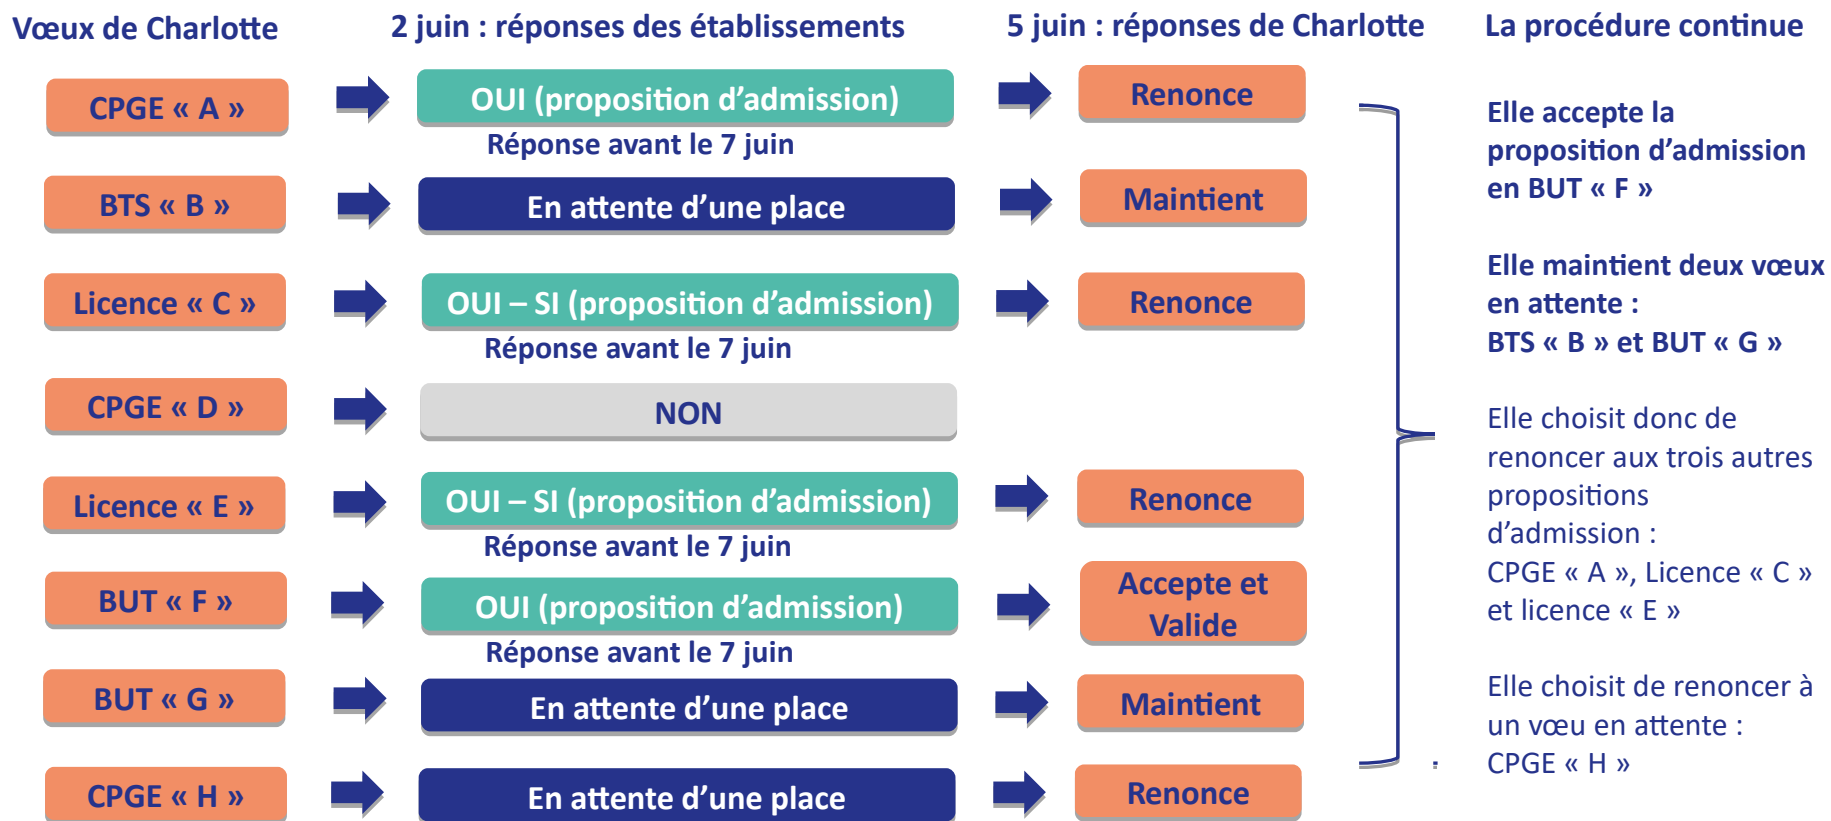 Vœux de Charlotte
2 juin : réponses des établissements
5 juin : réponses de Charlotte
La procédure continue
CPGE « A »
OUI (proposition d’admission)
Réponse avant le 7 juin
Renonce
BTS « B »
En attente d’une place
Maintient
Licence « C »
OUI – SI (proposition d’admission)
Réponse avant le 7 juin
Renonce
CPGE « D »
NON
Licence « E »
OUI – SI (proposition d’admission)
Réponse avant le 7 juin
Renonce
BUT « F »
OUI (proposition d’admission)
Réponse avant le 7 juin
Accepte et
Valide
BUT « G »
En attente d’une place
Maintient
CPGE « H »
En attente d’une place
Renonce
Elle accepte la
proposition d’admission
en BUT « F »
Elle maintient deux vœux
en attente :
BTS « B » et BUT « G »
Elle choisit donc de
renoncer aux trois autres
propositions
d’admission :
CPGE « A », Licence « C »
et licence « E »
Elle choisit de renoncer à
un vœu en attente :
CPGE « H »